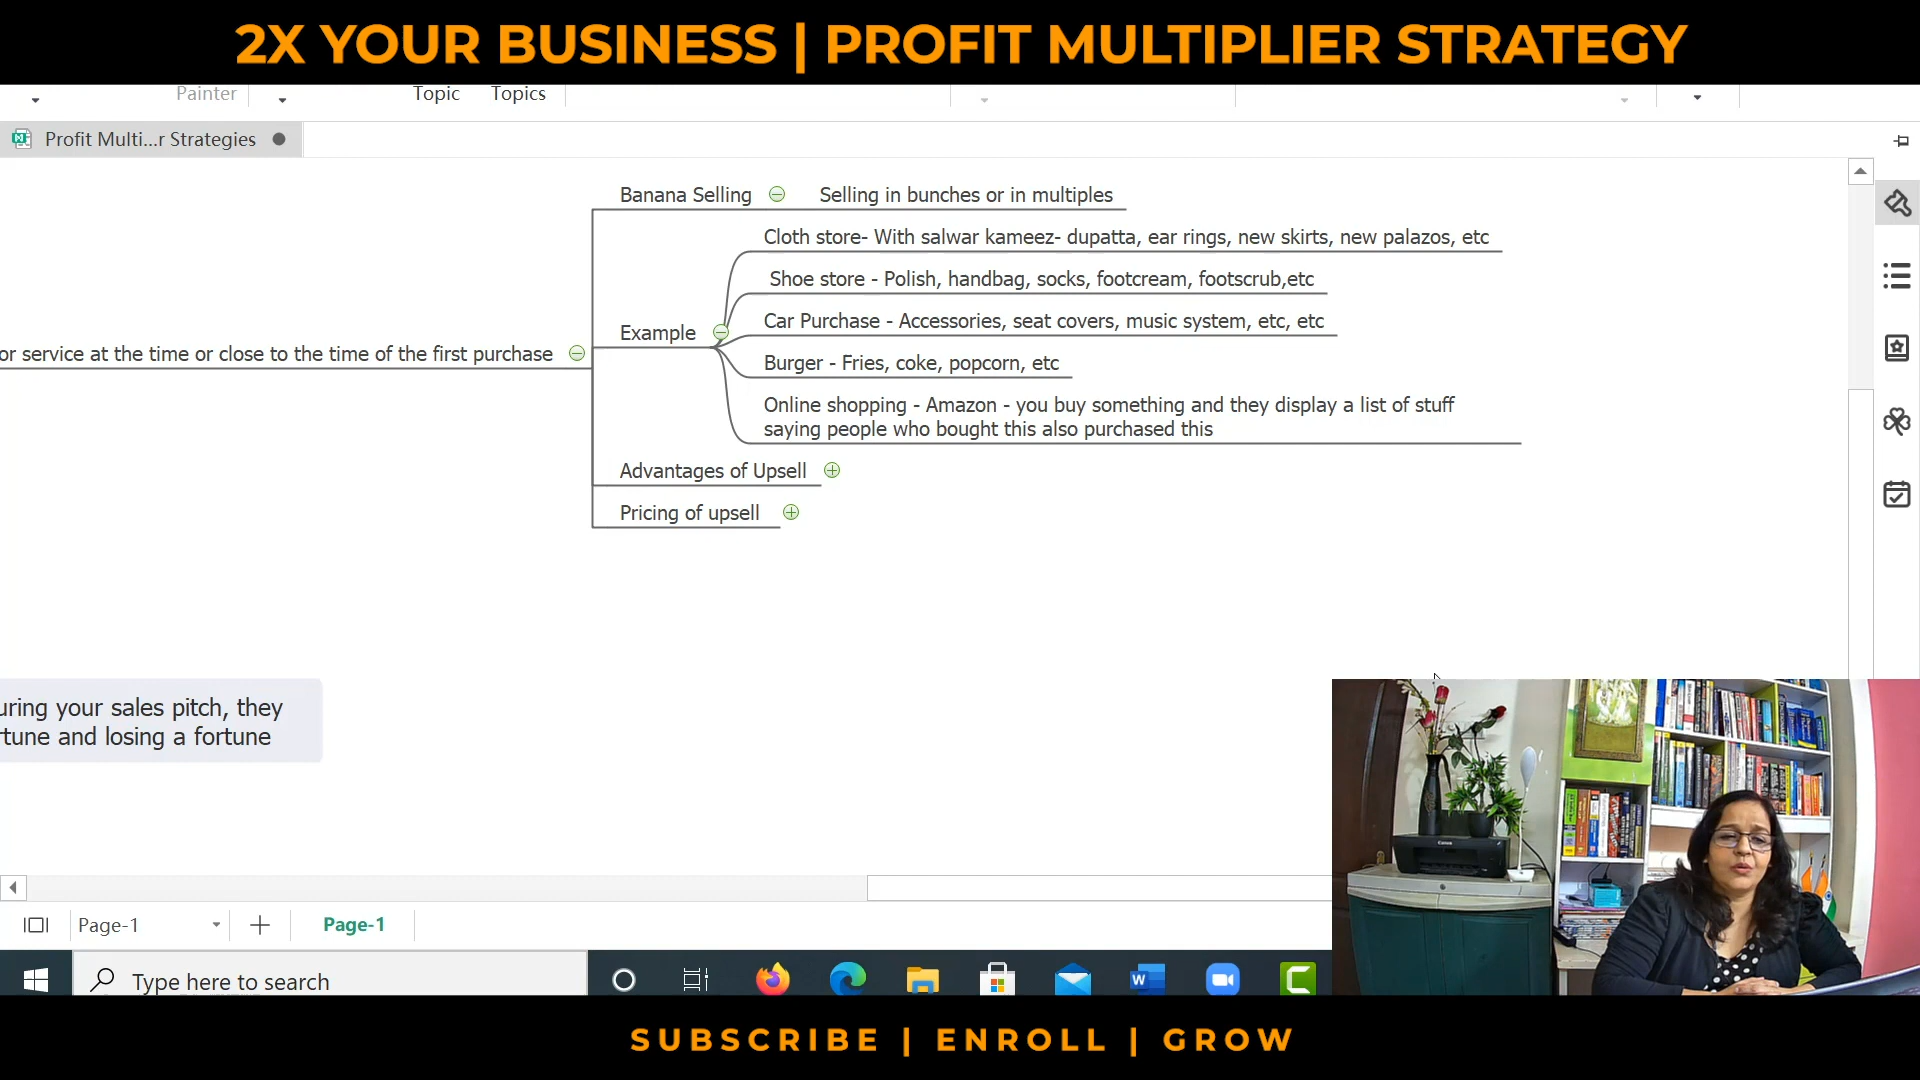 2X YOUR BUSINESS | PROFIT MULTIPLIER STRATEGY
Painter
Topic
Topics
Profit Multi...r Strategies
Banana Selling
Selling in bunches or in multiples
Cloth store- With salwar kameez- dupatta, ear rings, new skirts, new palazos, etc
Shoe store - Polish, handbag, socks, footcream, footscrub,etc
Example
Car Purchase - Accessories, seat covers, music system, etc, etc
or service at the time or close to the time of the first purchase
Burger - Fries, coke, popcorn, etc
Online shopping - Amazon - you buy something and they display a list of stuff
saying people who bought this also purchased this
Advantages of Upsell
Pricing of upsell
uring your sales pitch, they
rtune and losing a fortune
Canon
Page-1
Page-1
Type here to search
SUBSCRIBE | ENROLL | GROW